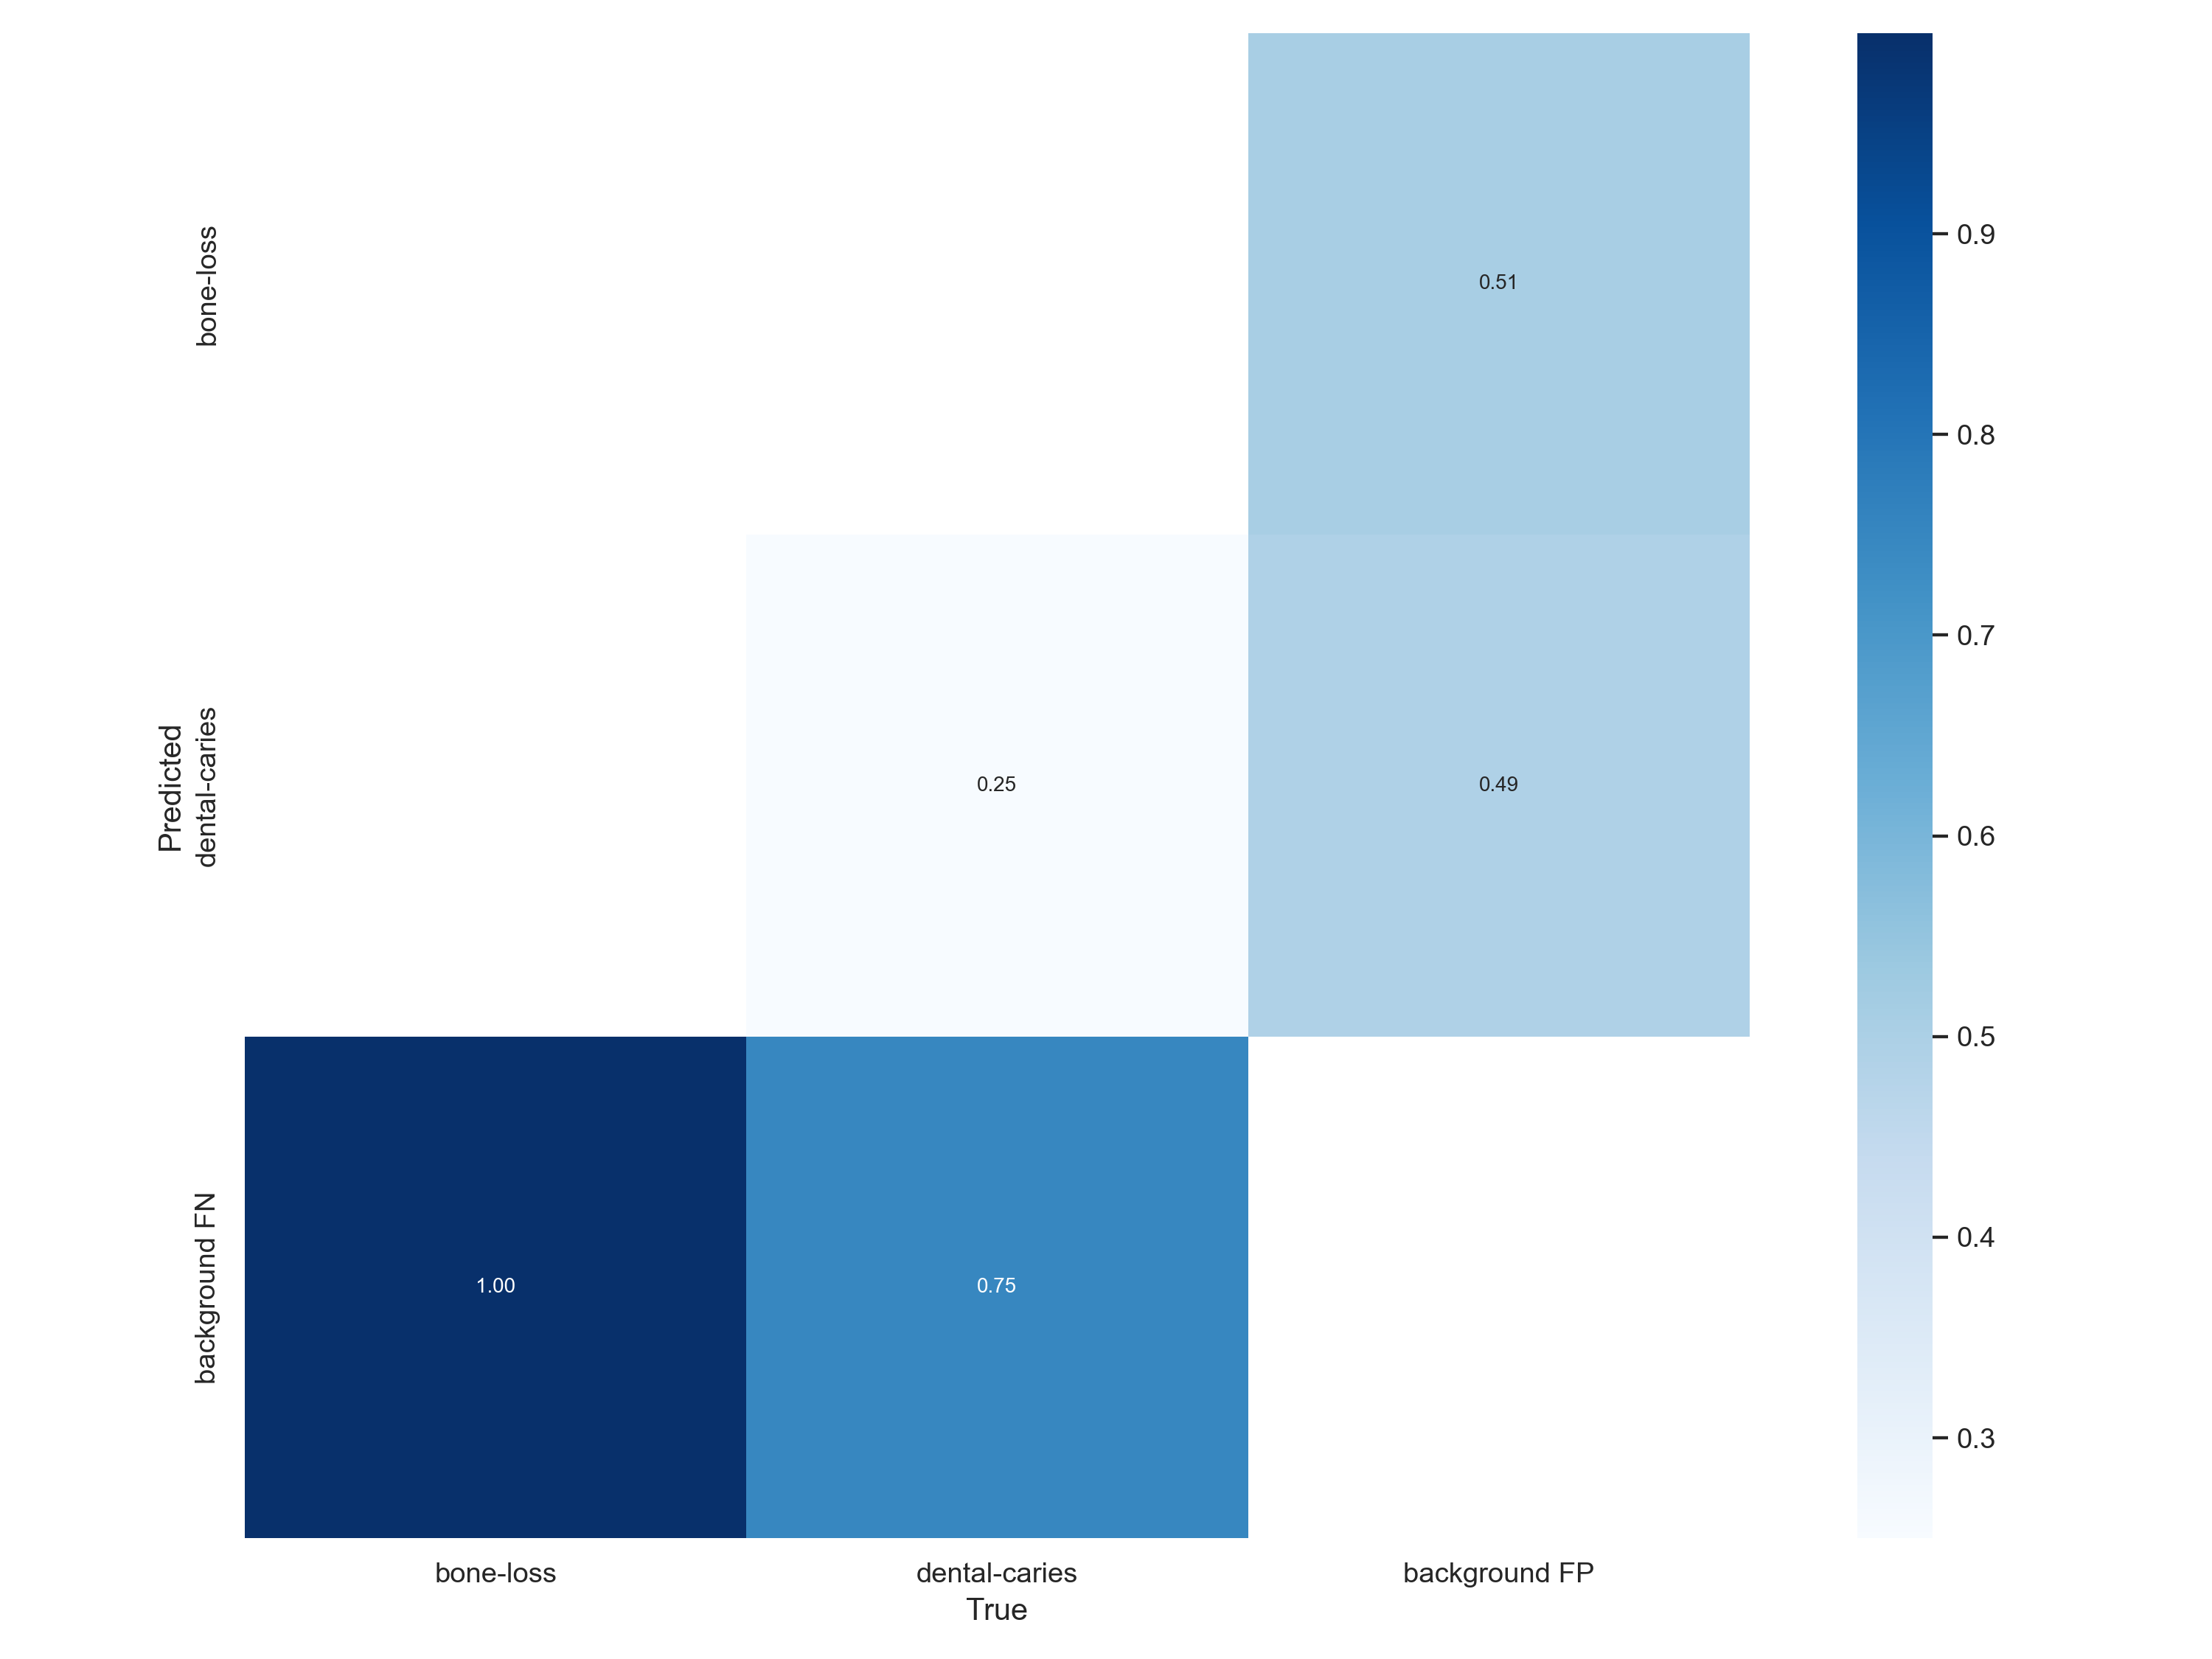 bone-loss
0.51
0.9
0.8
0.7
Predicted
dental-caries
0.25
0.49
0.6
0.5
background FN
1.00
0.75
0.4
0.3
bone-loss
dental-caries
background FP
True